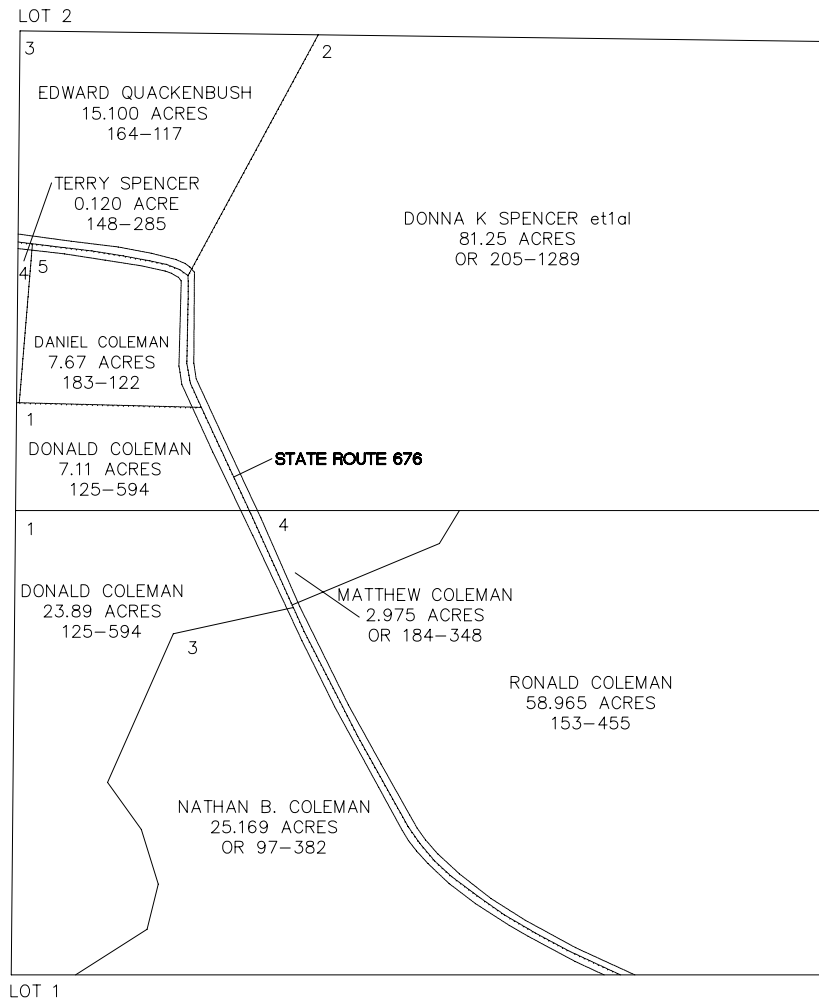 LOT 2
3
2
EDWARD QUACKENBUSH
15.100 ACRES
164-117
TERRY SPENCER
0.120 ACRE
148-285
DONNA K SPENCER et1al
81.25 ACRES
OR 205-1289
4
5
DANIEL COLEMAN
7.67 ACRES
183-122
1
DONALD COLEMAN
7.11 ACRES
125-594
STATE ROUTE 676
1
4
DONALD COLEMAN
23.89 ACRES
125-594
MATTHEW COLEMAN
2.975 ACRES
OR 184-348
3
RONALD COLEMAN
58.965 ACRES
153-455
NATHAN B. COLEMAN
25.169 ACRES
OR 97-382
LOT 1